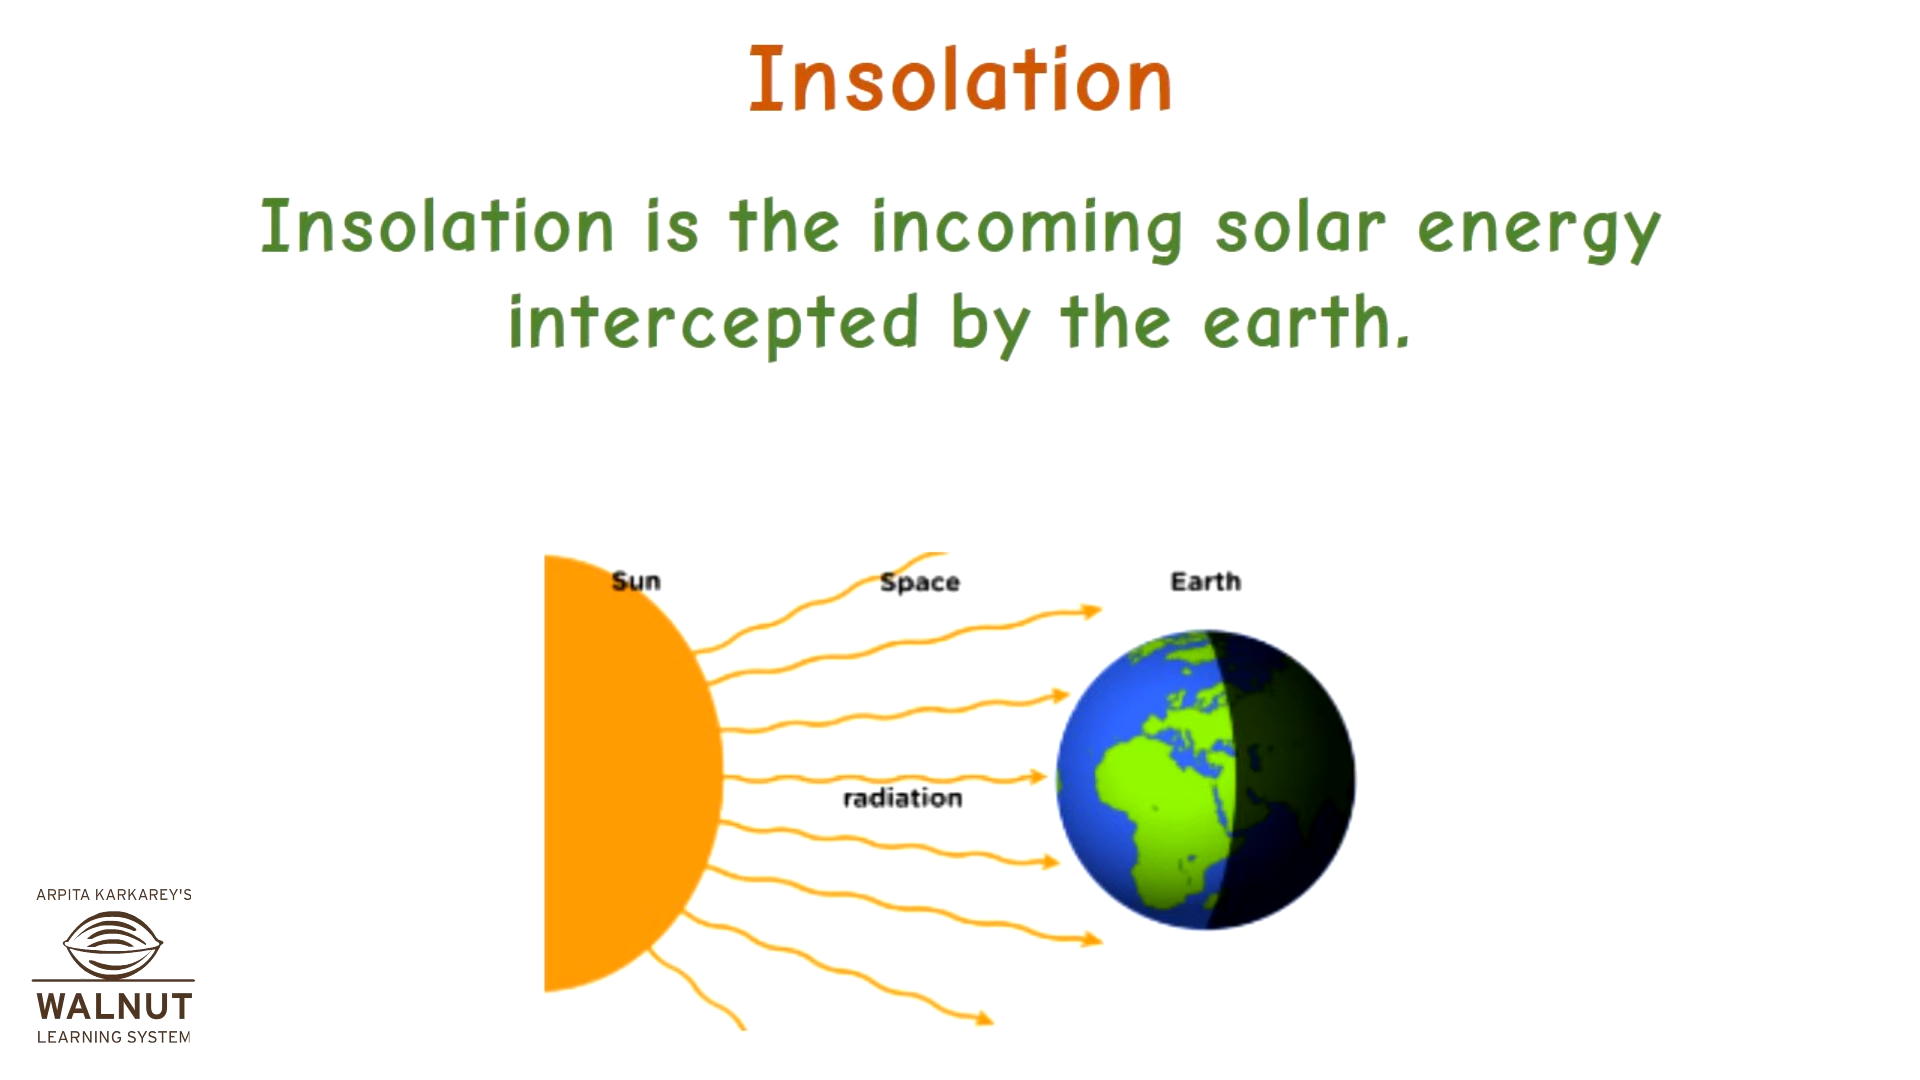 Insolation
Insolation is the incoming solar energy
intercepted by the earth.
Sun
Space
Earth
radiation
ARPITA KARKAREY'S
WALNUT
LEARNING SYSTEM